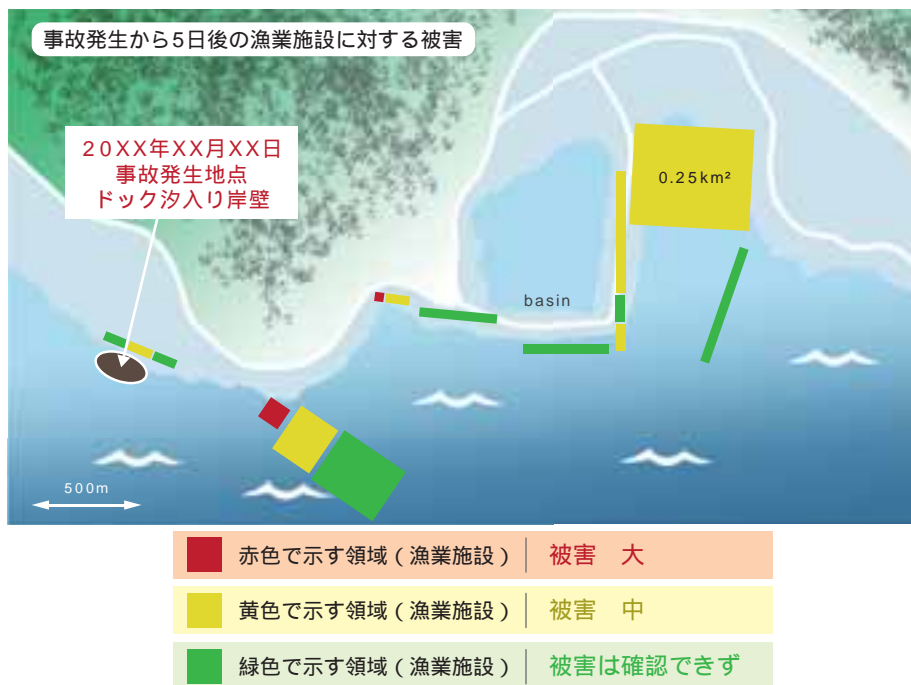 事故発生から5日後の漁業施設に対する被害
20XX年XX月XX日
事故発生地点
ドック汐入り岸壁
0.25km²
basin
500m
赤色で示す領域(漁業施設) 被害 大
黄色で示す領域(漁業施設) 被害 中
緑色で示す領域(漁業施設) 被害は確認できず